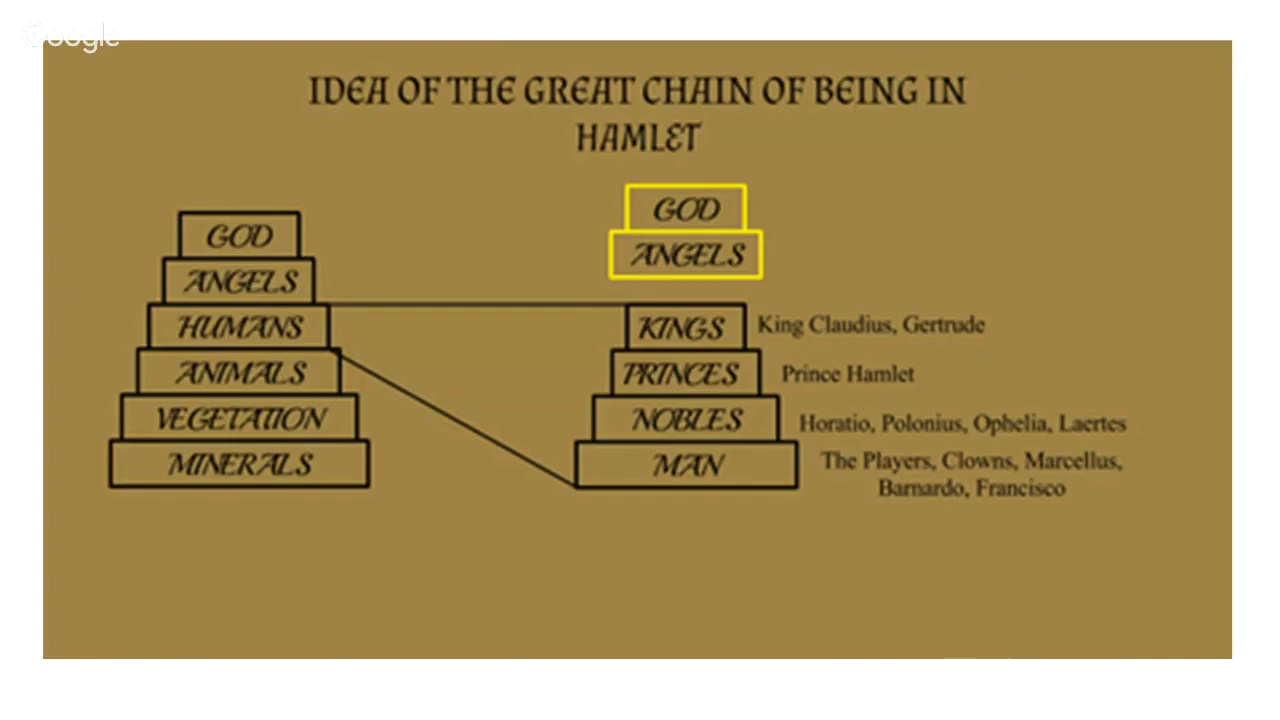 Google
IDEA OF THE GREAT CHAIN OF BEING IN
HAMLET
GOD
ANGELS
HUMANS
ANIMALS
VEGETATION
MINERALS
GOD
ANGELS
KINGS King Claudius, Gertrude
PRINCES Prince Hamlet
NOBLES Horatio, Polonius, Ophelia, Laertes
MAN The Players, Clowns, Marcellus,
Barnardo, Francisco